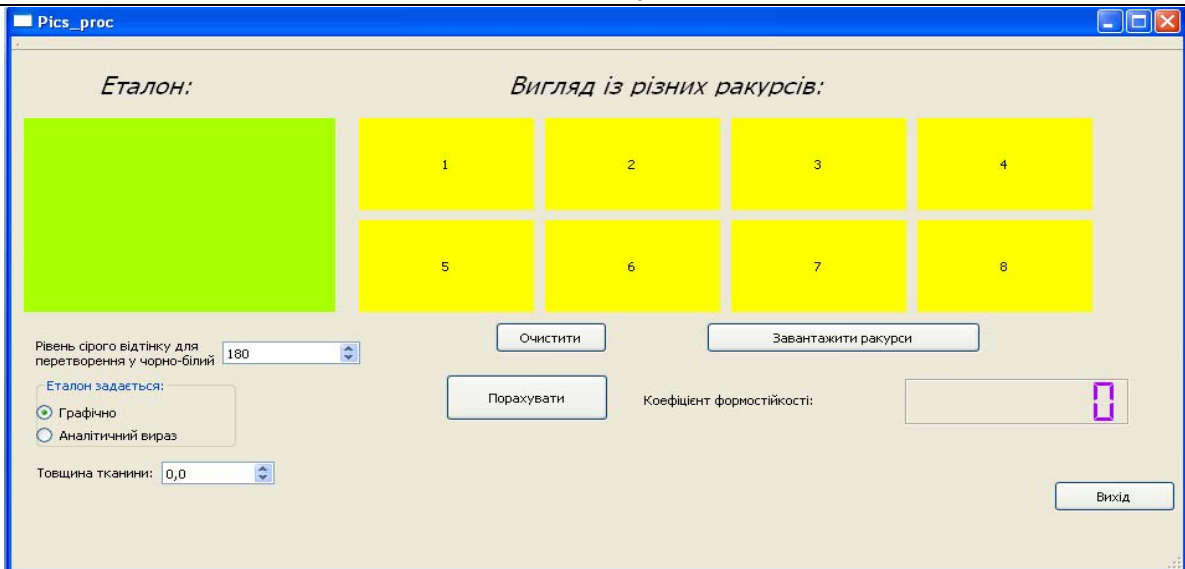 Pics_proc
Еталон:
Вигляд із різних ракурсів:
1
2
3
4
5
6
7
8
Очистити
Завантажити ракурси
Рівень сірого відтінку для
перетворення у чорно-білий
180
Еталон задається:
Графічно
Аналітичний вираз
Порахувати
Коефіцієнт формостійкості:
0
Товщина тканини:
0,0
Вихід